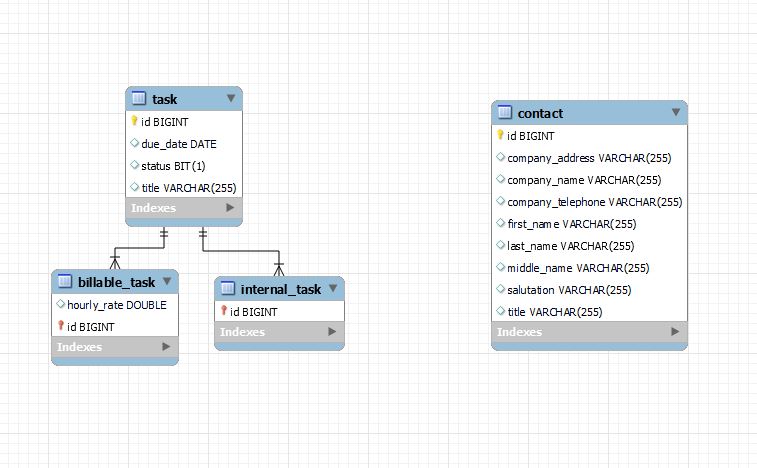 task
id BIGINT
due_date DATE
status BIT(1)
title VARCHAR(255)
Indexes
billable_task
hourly_rate DOUBLE
id BIGINT
Indexes
internal_task
id BIGINT
Indexes
contact
id BIGINT
company_address VARCHAR(255)
company_name VARCHAR(255)
company_telephone VARCHAR(255)
first_name VARCHAR(255)
last_name VARCHAR(255)
middle_name VARCHAR(255)
salutation VARCHAR(255)
title VARCHAR(255)
Indexes